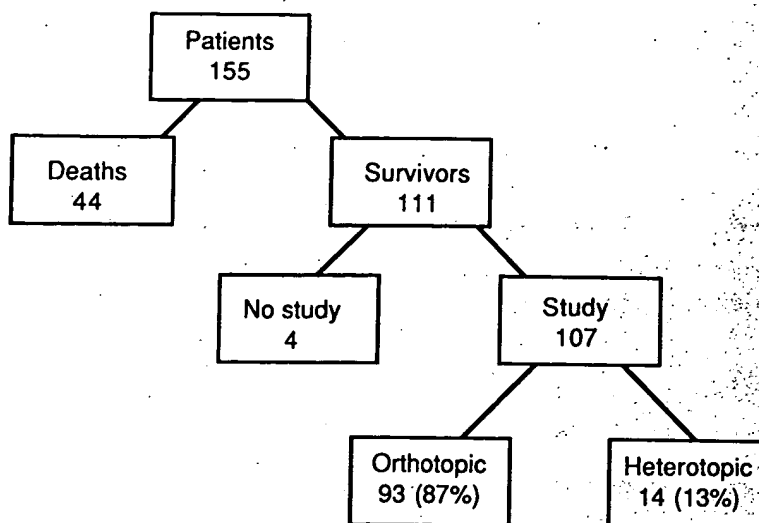 Patients
155
Deaths
44
Survivors
111
No study
4
Study
107
Orthotopic
93 (87%)
Heterotopic
14 (13%)